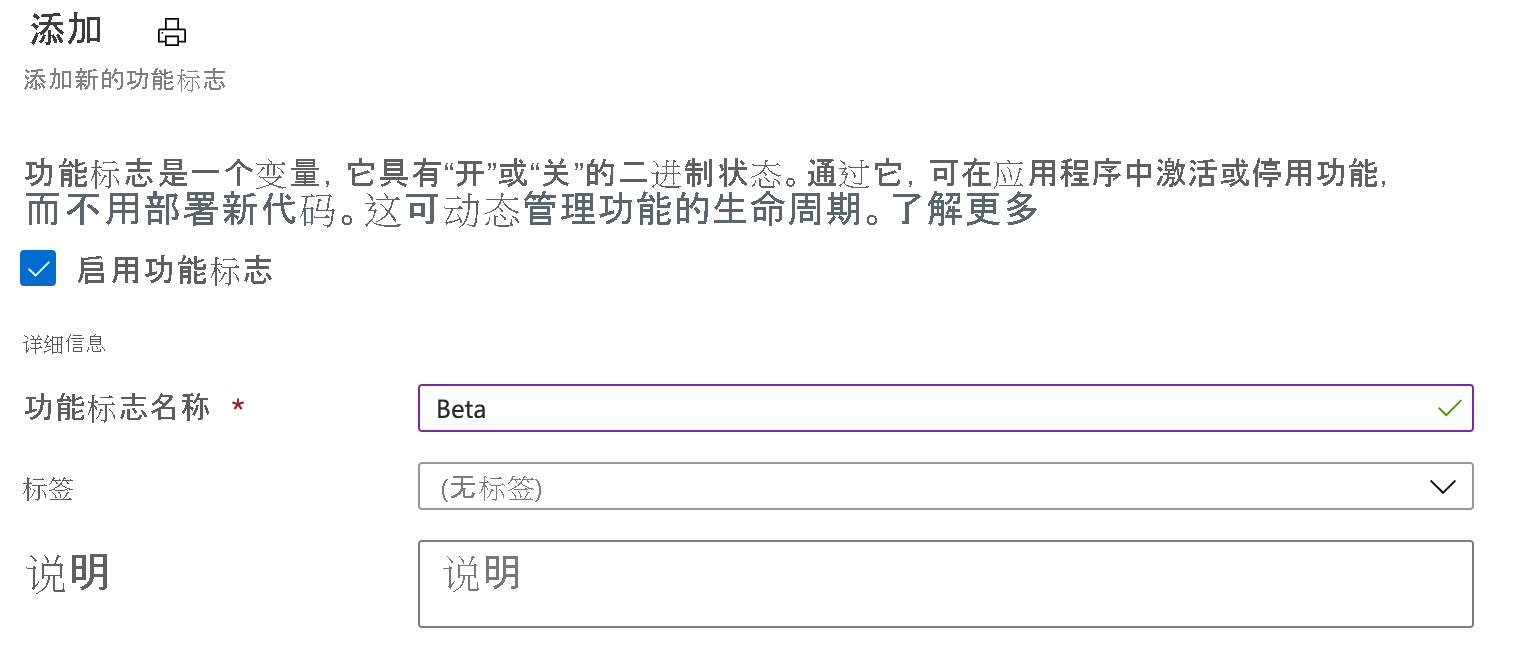 添加
添加新的功能标志
功能标志是一个变量, 它具有“开”或“关”的二进制状态。通过它, 可在应用程序中激活或停用功能,
而不用部署新代码。这可动态管理功能的生命周期。了解更多
启用功能标志
详细信息
功能标志名称 * Beta
标签 (无标签)
说明 说明